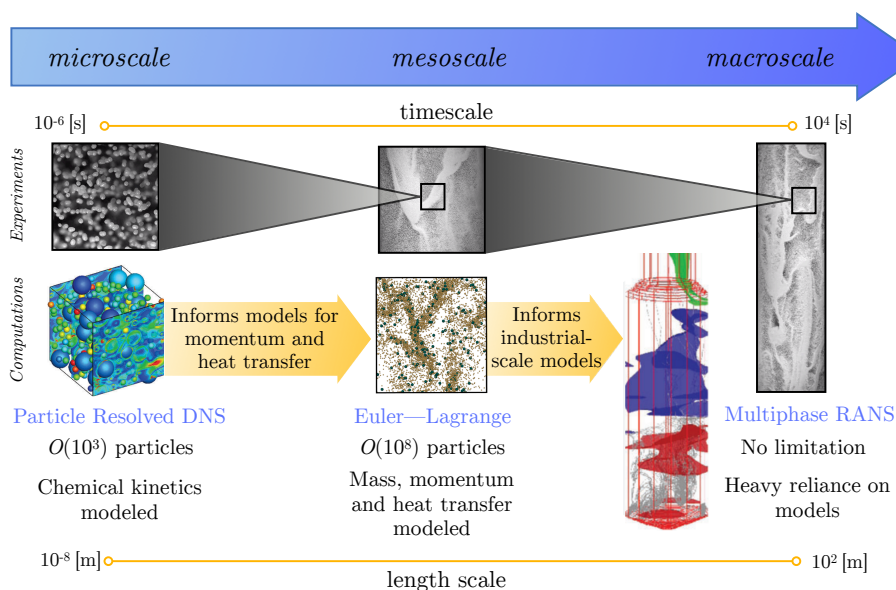 microscale mesoscale macroscale
timescale
10⁻⁶ [s] 10⁴ [s]
Experiments
Computations
Informs models for
momentum and
heat transfer
Informs
industrial-
scale models
Particle Resolved DNS
O(10³) particles
Chemical kinetics
modeled
Euler—Lagrange
O(10⁸) particles
Mass, momentum
and heat transfer
modeled
Multiphase RANS
No limitation
Heavy reliance on
models
10⁻⁸ [m] 10² [m]
length scale